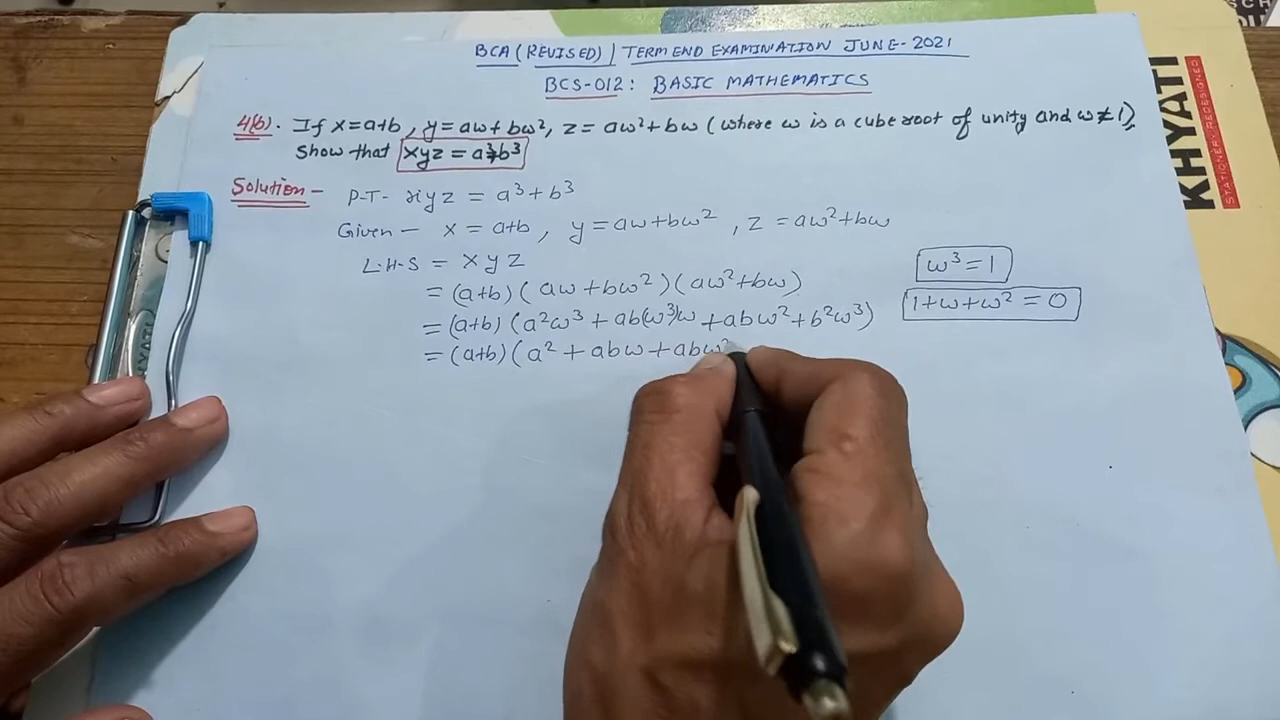 BCA (REVISED) / TERM END EXAMINATION JUNE-2021
BCS-012: BASIC MATHEMATICS
4(b). If x=a+b, y=aω+bω², z=aω²+bω (where ω is a cube root of unity and ω≠1),
Show that xyz = a³+b³
Solution- P.T- xyz = a³+b³
Given - x = a+b, y=aω+bω², z=aω²+bω
L.H.S = xyz
= (a+b)(aω+bω²)(aω²+bω)
= (a+b)(a²ω³ + ab(ω³)ω +abω²+b²ω³)
= (a+b)(a² + abω + abω²
ω³=1
1+ω+ω² = 0
KHYATI
STATIONERY REDESIGNED